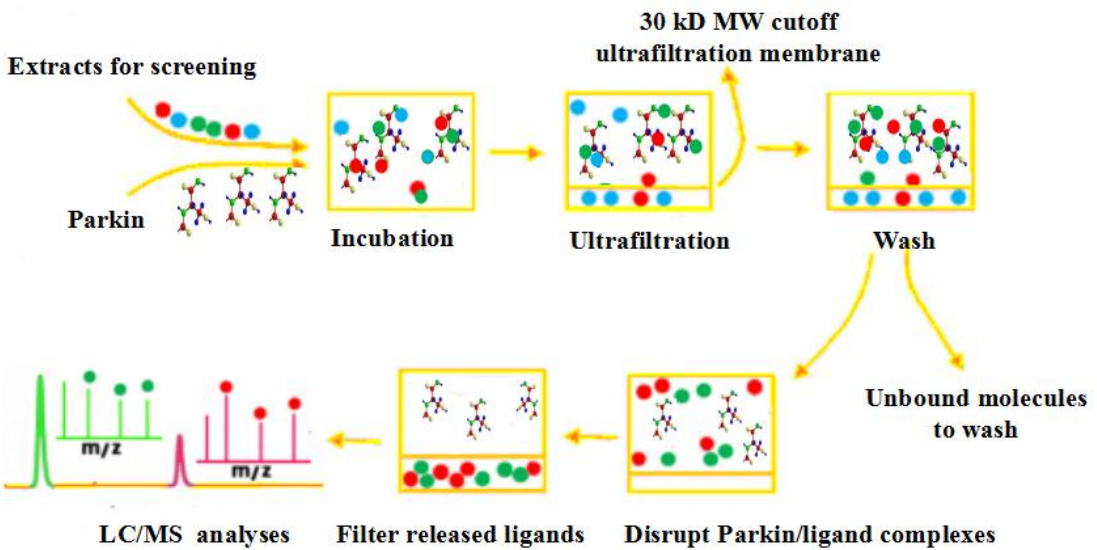 30 kD MW cutoff
ultrafiltration membrane
Extracts for screening
Parkin
Incubation
Ultrafiltration
Wash
Unbound molecules
to wash
m/z
m/z
LC/MS analyses
Filter released ligands
Disrupt Parkin/ligand complexes